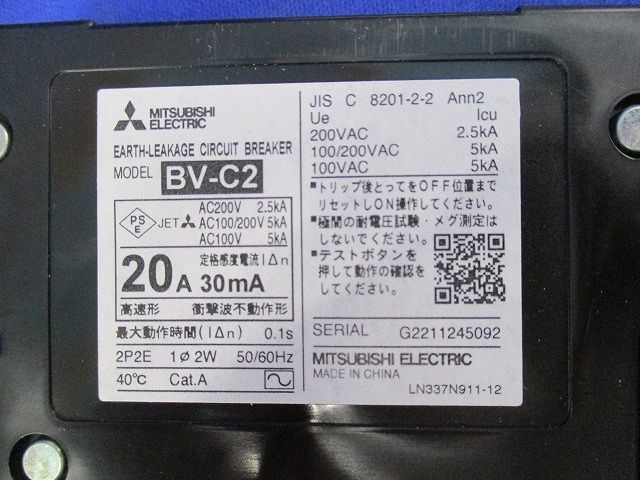 MITSUBISHI
ELECTRIC
EARTH-LEAKAGE CIRCUIT BREAKER
MODEL BV-C2
PS
E
JET
AC200V 2.5kA
AC100/200V 5kA
AC100V 5kA
20A 30mA
定格感度電流IΔn
高速形 衝撃波不動作形
最大動作時間(IΔn) 0.1s
2P2E 1ø2W 50/60Hz
40℃ Cat.A
JIS C 8201-2-2 Ann2
Ue Icu
200VAC 2.5kA
100/200VAC 5kA
100VAC 5kA
■トリップ後とってをOFF位置まで
リセットしON操作してください。
■極間の耐電圧試験・メグ測定は
しないでください。
■テストボタンを
押して動作の確認を
してください。
SERIAL G2211245092
MITSUBISHI ELECTRIC
MADE IN CHINA
LN337N911-12